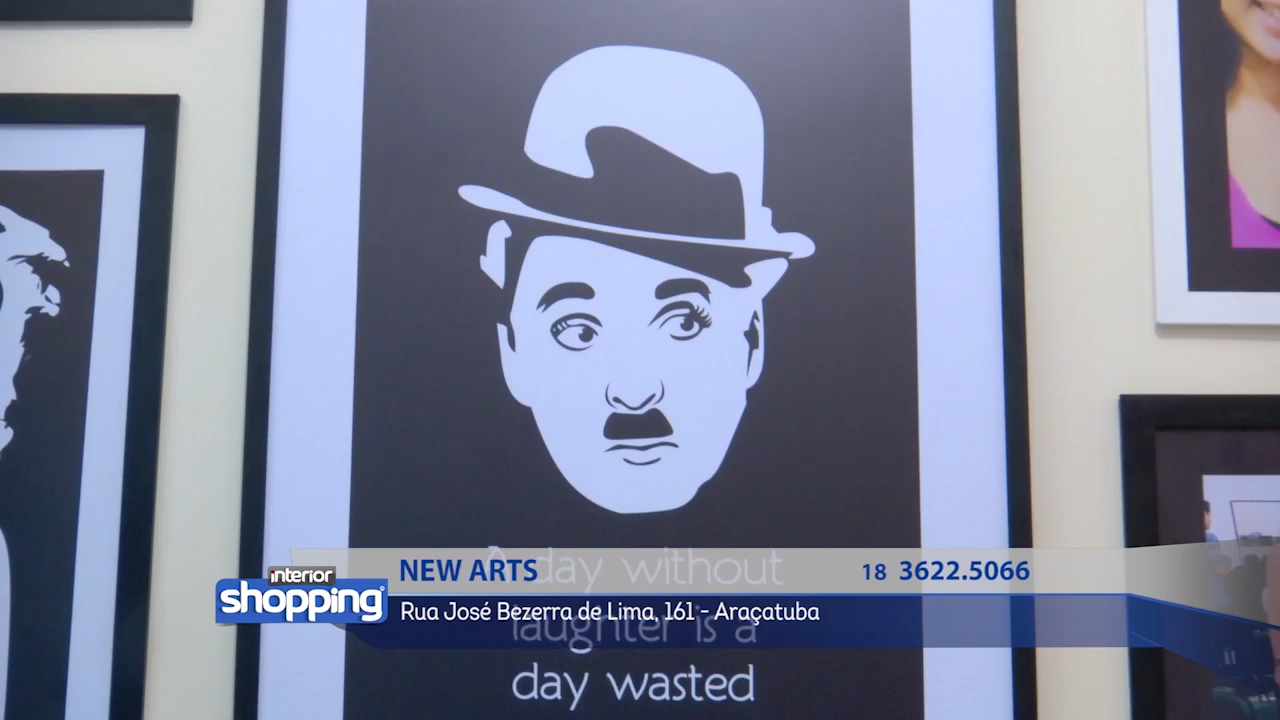 A day without
laughter is a
day wasted
interior
shopping
NEW ARTS
18 3622.5066
Rua José Bezerra de Lima, 161 - Araçatuba